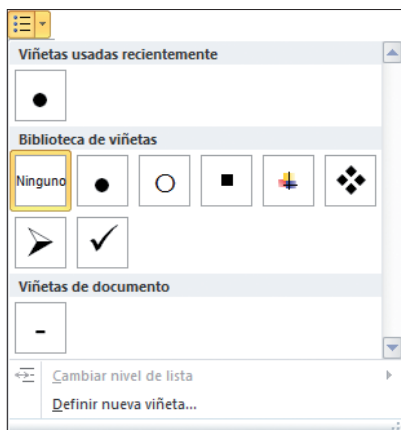 Viñetas usadas recientemente
Biblioteca de viñetas
Ninguno
Viñetas de documento
Cambiar nivel de lista
Definir nueva viñeta...